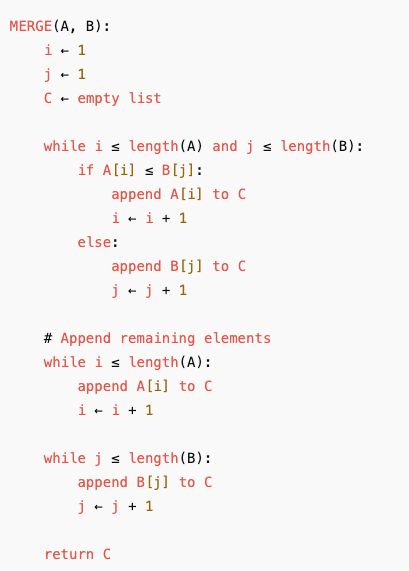 MERGE(A, B):
    i ← 1
    j ← 1
    C ← empty list

    while i ≤ length(A) and j ≤ length(B):
        if A[i] ≤ B[j]:
            append A[i] to C
            i ← i + 1
        else:
            append B[j] to C
            j ← j + 1

    # Append remaining elements
    while i ≤ length(A):
        append A[i] to C
        i ← i + 1

    while j ≤ length(B):
        append B[j] to C
        j ← j + 1

    return C